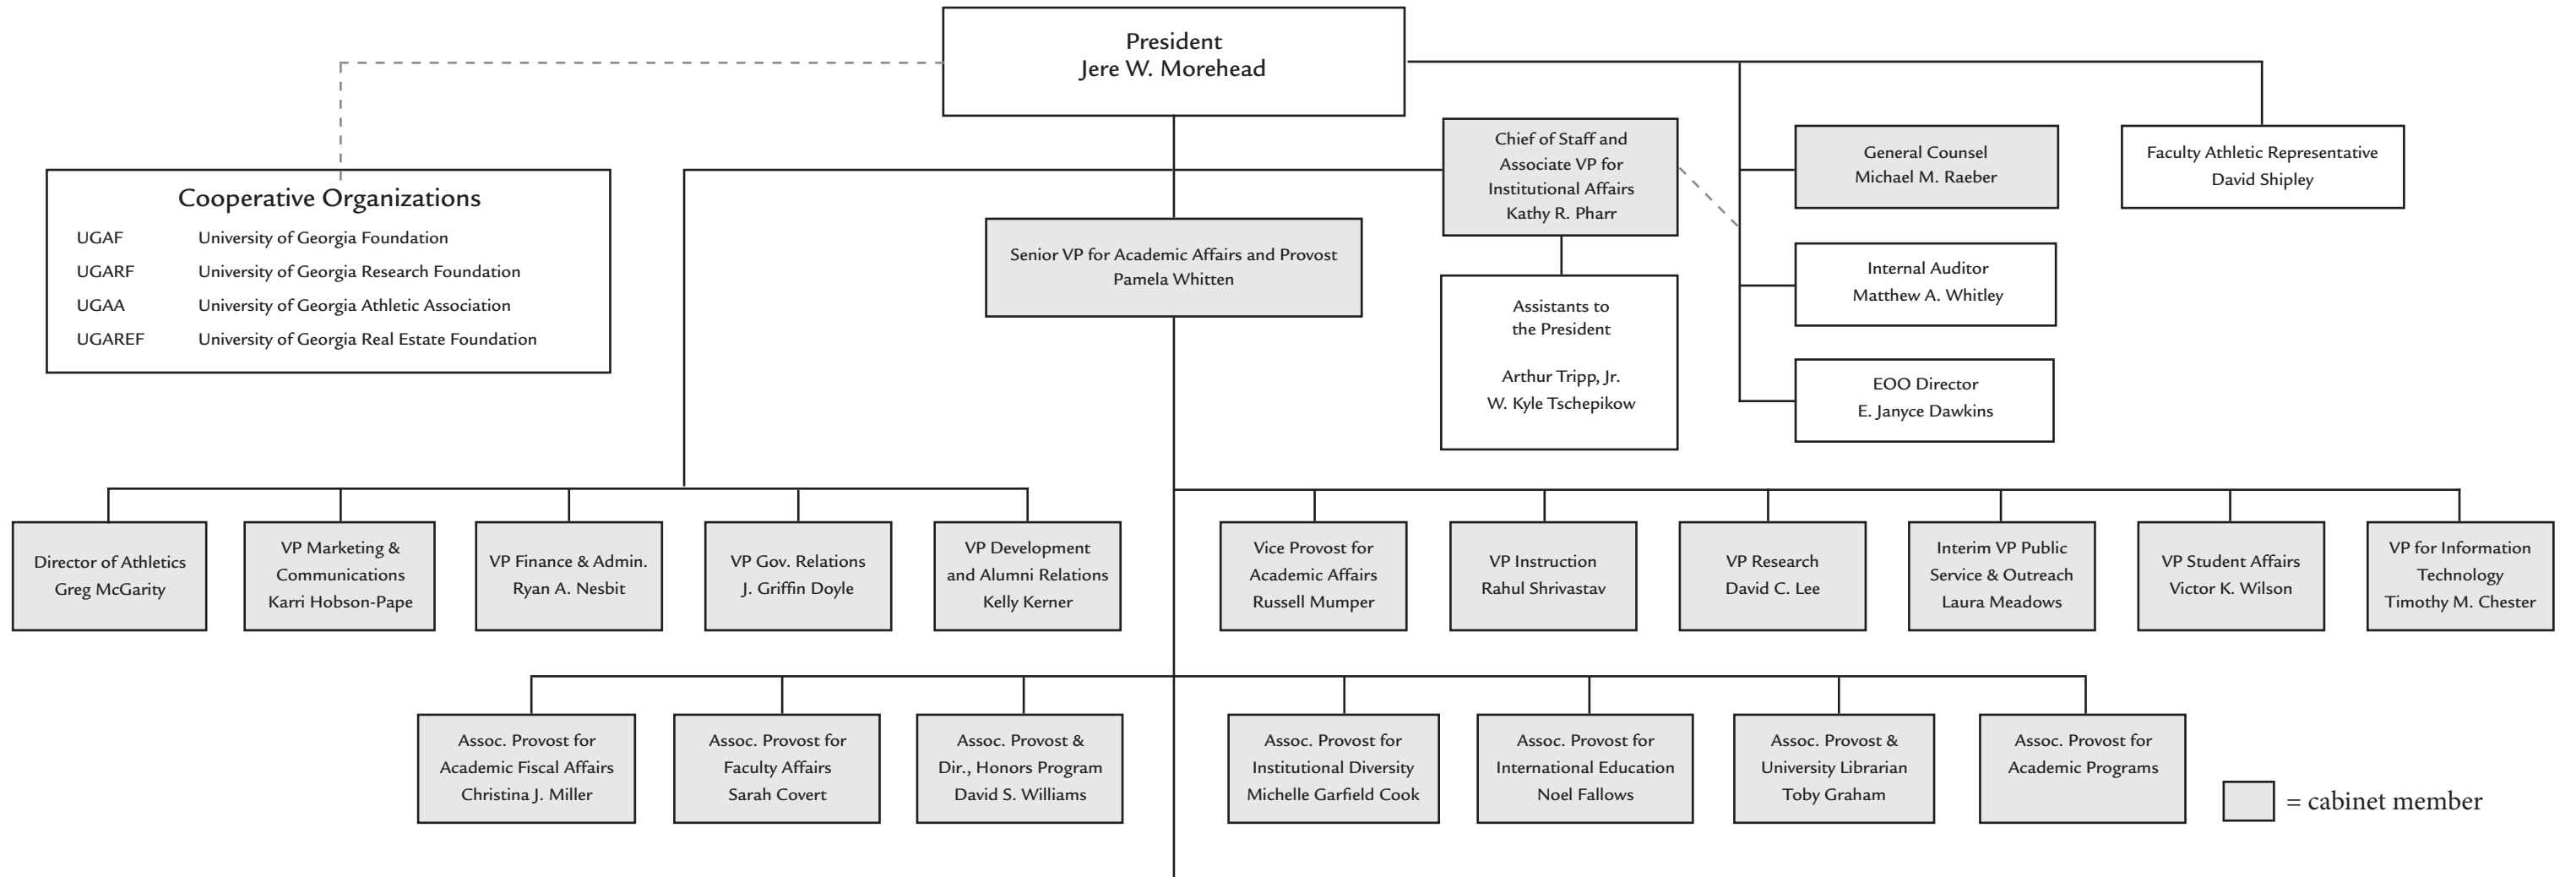 President
Jere W. Morehead
Chief of Staff and
Associate VP for
Institutional Affairs
Kathy R. Pharr
General Counsel
Michael M. Raeber
Faculty Athletic Representative
David Shipley
Cooperative Organizations
UGAF University of Georgia Foundation
UGARF University of Georgia Research Foundation
UGAA University of Georgia Athletic Association
UGAREF University of Georgia Real Estate Foundation
Senior VP for Academic Affairs and Provost
Pamela Whitten
Internal Auditor
Matthew A. Whitley
Assistants to
the President
Arthur Tripp, Jr.
W. Kyle Tschepikow
EOO Director
E. Janyce Dawkins
Director of Athletics
Greg McGarity
VP Marketing &
Communications
Karri Hobson-Pape
VP Finance & Admin.
Ryan A. Nesbit
VP Gov. Relations
J. Griffin Doyle
VP Development
and Alumni Relations
Kelly Kerner
Vice Provost for
Academic Affairs
Russell Mumper
VP Instruction
Rahul Shrivastav
VP Research
David C. Lee
Interim VP Public
Service & Outreach
Laura Meadows
VP Student Affairs
Victor K. Wilson
VP for Information
Technology
Timothy M. Chester
Assoc. Provost for
Academic Fiscal Affairs
Christina J. Miller
Assoc. Provost for
Faculty Affairs
Sarah Covert
Assoc. Provost &
Dir., Honors Program
David S. Williams
Assoc. Provost for
Institutional Diversity
Michelle Garfield Cook
Assoc. Provost for
International Education
Noel Fallows
Assoc. Provost &
University Librarian
Toby Graham
Assoc. Provost for
Academic Programs
= cabinet member